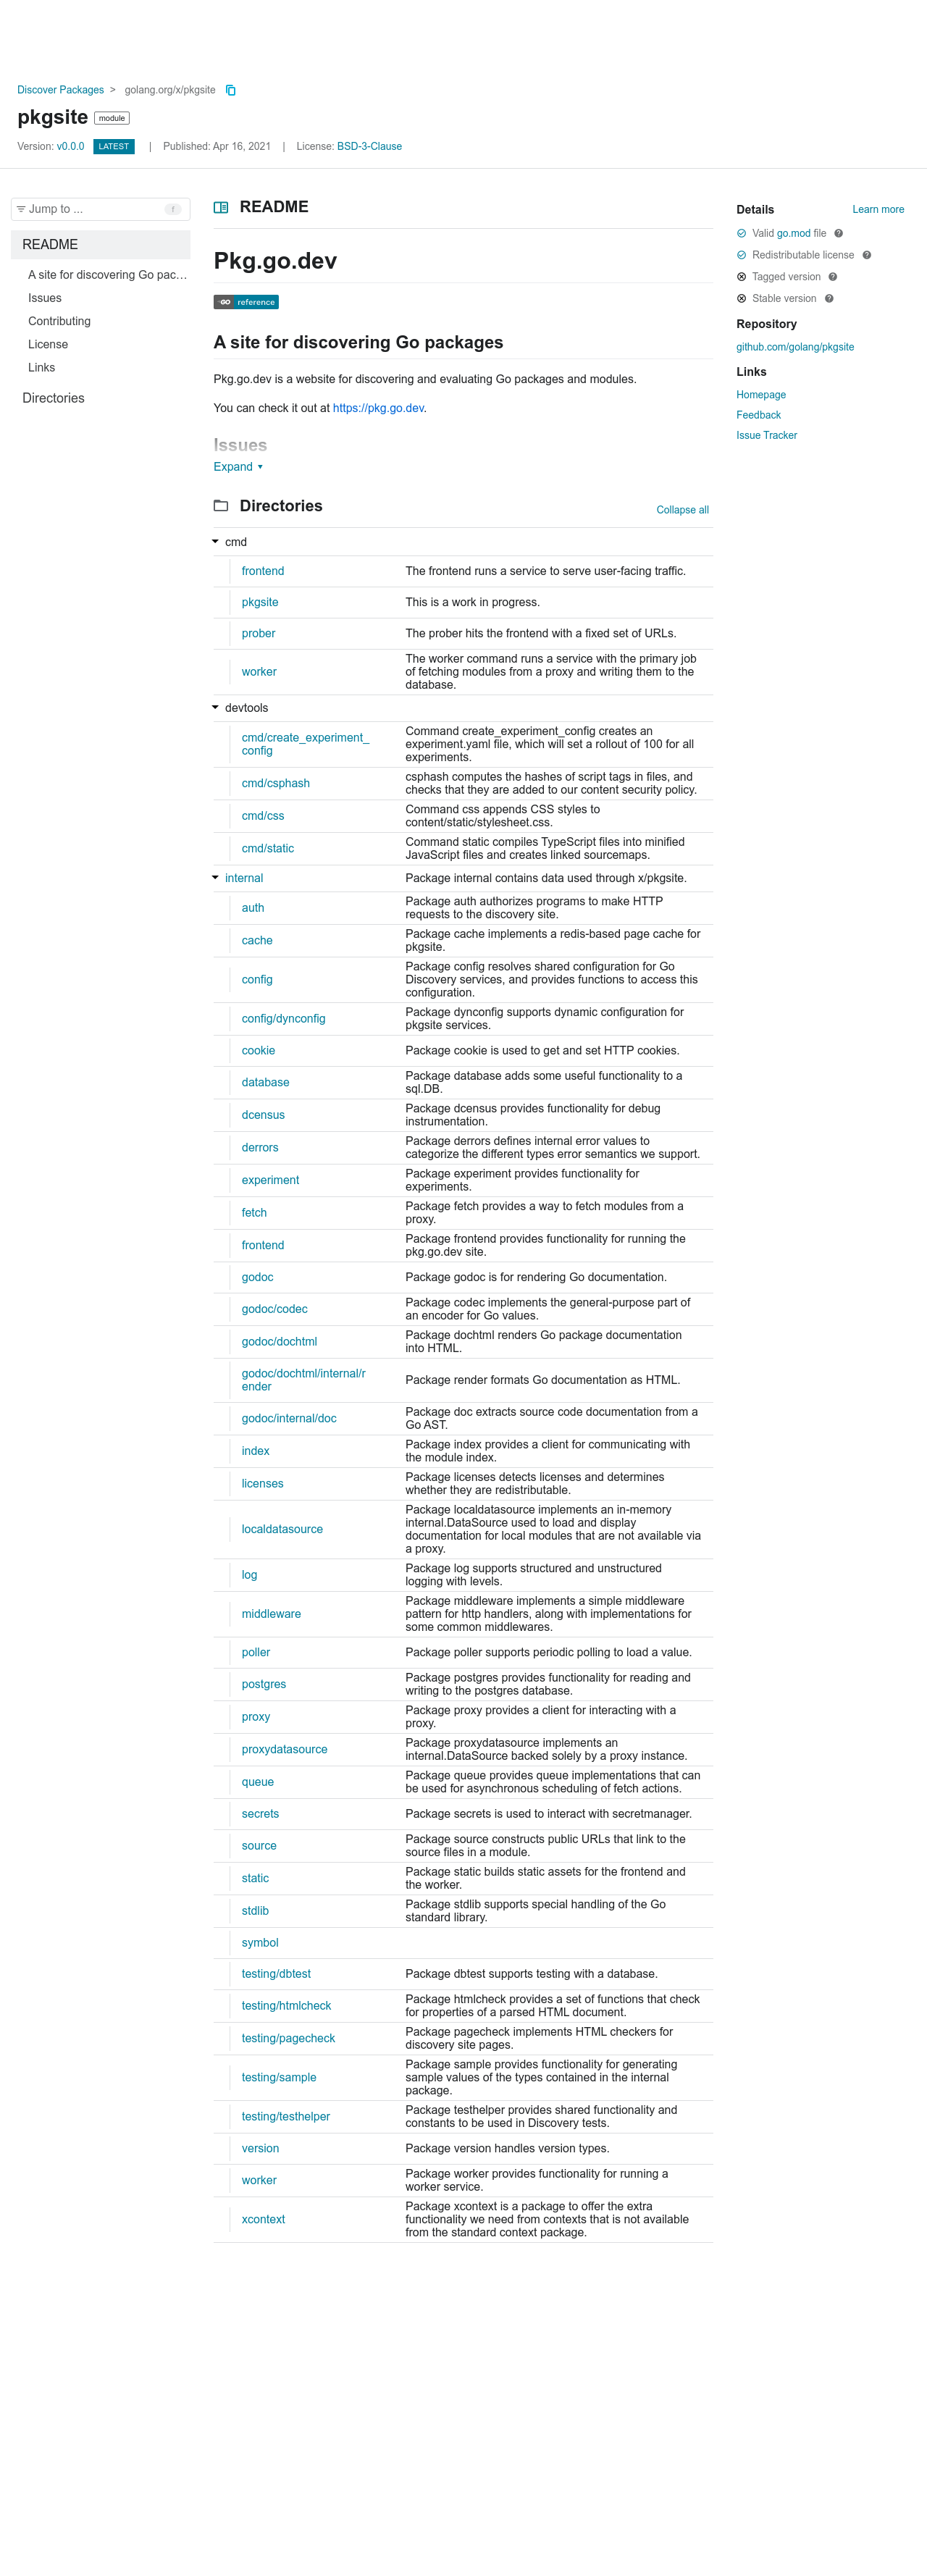 Discover Packages > golang.org/x/pkgsite
pkgsite module
Version: v0.0.0 LATEST | Published: Apr 16, 2021 | License: BSD-3-Clause
Jump to ... f
README
A site for discovering Go pac…
Issues
Contributing
License
Links
Directories
README
Pkg.go.dev
GO reference
A site for discovering Go packages
Pkg.go.dev is a website for discovering and evaluating Go packages and modules.
You can check it out at https://pkg.go.dev.
Issues
Expand
Directories
Collapse all
cmd
frontend
The frontend runs a service to serve user-facing traffic.
pkgsite
This is a work in progress.
prober
The prober hits the frontend with a fixed set of URLs.
worker
The worker command runs a service with the primary job
of fetching modules from a proxy and writing them to the
database.
devtools
cmd/create_experiment_
config
Command create_experiment_config creates an
experiment.yaml file, which will set a rollout of 100 for all
experiments.
cmd/csphash
csphash computes the hashes of script tags in files, and
checks that they are added to our content security policy.
cmd/css
Command css appends CSS styles to
content/static/stylesheet.css.
cmd/static
Command static compiles TypeScript files into minified
JavaScript files and creates linked sourcemaps.
internal
Package internal contains data used through x/pkgsite.
auth
Package auth authorizes programs to make HTTP
requests to the discovery site.
cache
Package cache implements a redis-based page cache for
pkgsite.
config
Package config resolves shared configuration for Go
Discovery services, and provides functions to access this
configuration.
config/dynconfig
Package dynconfig supports dynamic configuration for
pkgsite services.
cookie
Package cookie is used to get and set HTTP cookies.
database
Package database adds some useful functionality to a
sql.DB.
dcensus
Package dcensus provides functionality for debug
instrumentation.
derrors
Package derrors defines internal error values to
categorize the different types error semantics we support.
experiment
Package experiment provides functionality for
experiments.
fetch
Package fetch provides a way to fetch modules from a
proxy.
frontend
Package frontend provides functionality for running the
pkg.go.dev site.
godoc
Package godoc is for rendering Go documentation.
godoc/codec
Package codec implements the general-purpose part of
an encoder for Go values.
godoc/dochtml
Package dochtml renders Go package documentation
into HTML.
godoc/dochtml/internal/r
ender
Package render formats Go documentation as HTML.
godoc/internal/doc
Package doc extracts source code documentation from a
Go AST.
index
Package index provides a client for communicating with
the module index.
licenses
Package licenses detects licenses and determines
whether they are redistributable.
localdatasource
Package localdatasource implements an in-memory
internal.DataSource used to load and display
documentation for local modules that are not available via
a proxy.
log
Package log supports structured and unstructured
logging with levels.
middleware
Package middleware implements a simple middleware
pattern for http handlers, along with implementations for
some common middlewares.
poller
Package poller supports periodic polling to load a value.
postgres
Package postgres provides functionality for reading and
writing to the postgres database.
proxy
Package proxy provides a client for interacting with a
proxy.
proxydatasource
Package proxydatasource implements an
internal.DataSource backed solely by a proxy instance.
queue
Package queue provides queue implementations that can
be used for asynchronous scheduling of fetch actions.
secrets
Package secrets is used to interact with secretmanager.
source
Package source constructs public URLs that link to the
source files in a module.
static
Package static builds static assets for the frontend and
the worker.
stdlib
Package stdlib supports special handling of the Go
standard library.
symbol
testing/dbtest
Package dbtest supports testing with a database.
testing/htmlcheck
Package htmlcheck provides a set of functions that check
for properties of a parsed HTML document.
testing/pagecheck
Package pagecheck implements HTML checkers for
discovery site pages.
testing/sample
Package sample provides functionality for generating
sample values of the types contained in the internal
package.
testing/testhelper
Package testhelper provides shared functionality and
constants to be used in Discovery tests.
version
Package version handles version types.
worker
Package worker provides functionality for running a
worker service.
xcontext
Package xcontext is a package to offer the extra
functionality we need from contexts that is not available
from the standard context package.
Details Learn more
Valid go.mod file
Redistributable license
Tagged version
Stable version
Repository
github.com/golang/pkgsite
Links
Homepage
Feedback
Issue Tracker